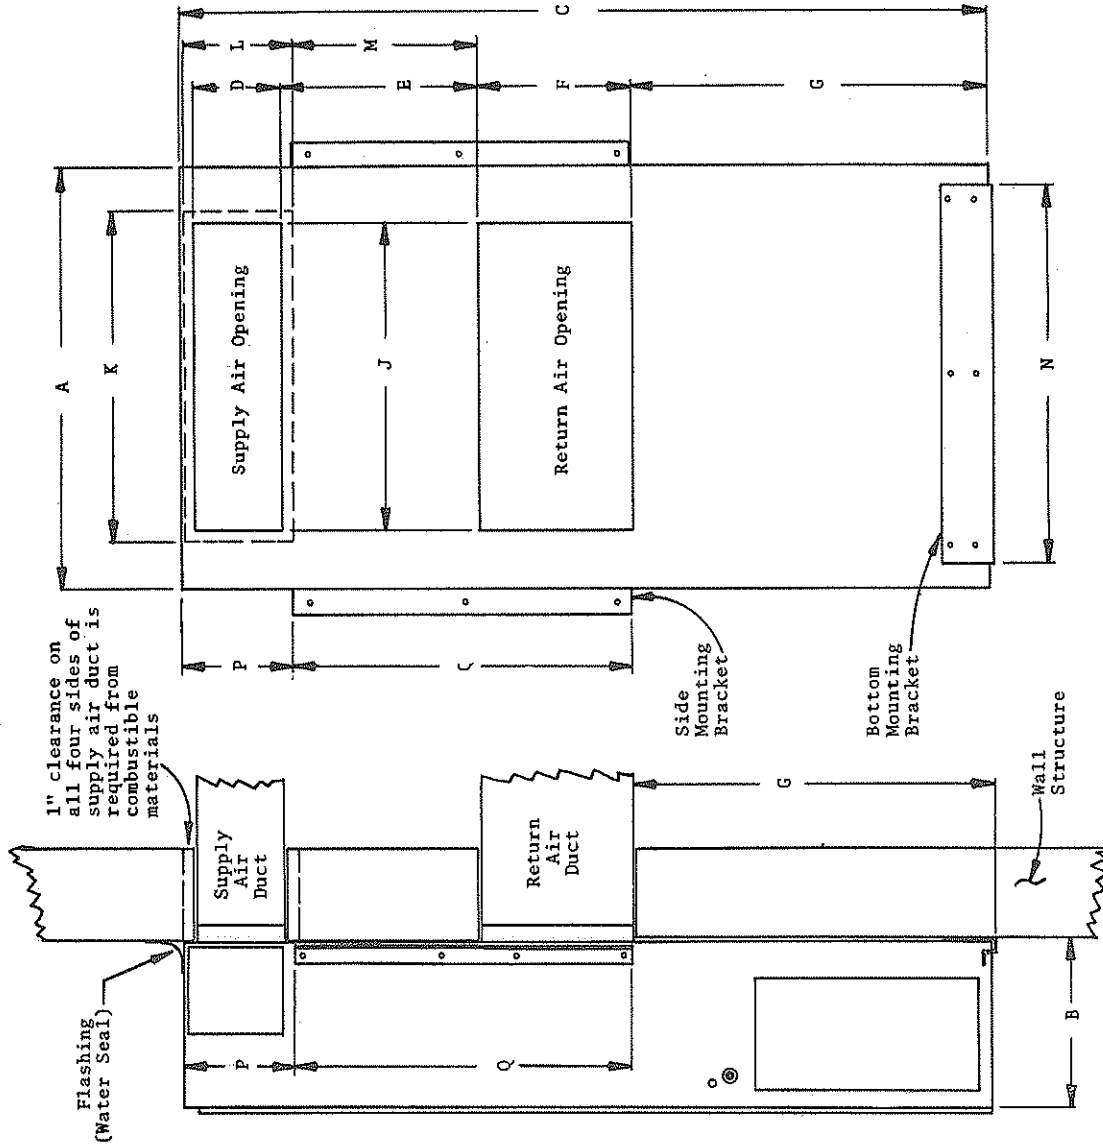 1" clearance on
all four sides of
supply air duct is
required from
combustible
materials
Flashing
(Water Seal)
Supply
Air
Duct
Return
Air
Duct
P
Q
G
B
Wall
Structure
A
K
Supply Air Opening
J
Return Air Opening
N
P
L
D
M
E
F
G
C
Side
Mounting
Bracket
Bottom
Mounting
Bracket